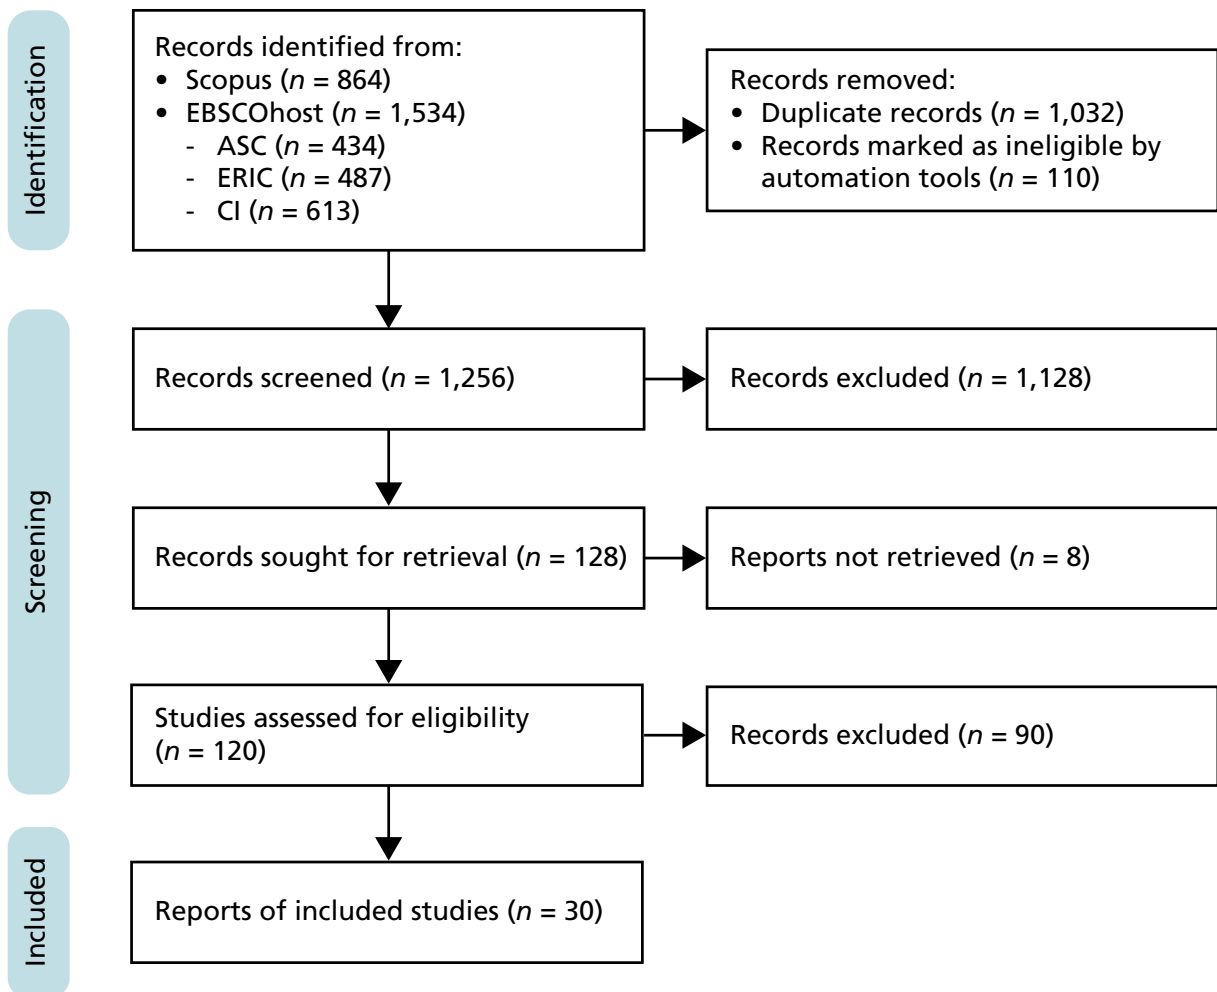 Identification
Records identified from:
• Scopus (n = 864)
• EBSCOhost (n = 1,534)
- ASC (n = 434)
- ERIC (n = 487)
- CI (n = 613)
Records removed:
• Duplicate records (n = 1,032)
• Records marked as ineligible by
automation tools (n = 110)
Screening
Records screened (n = 1,256)
Records excluded (n = 1,128)
Records sought for retrieval (n = 128)
Reports not retrieved (n = 8)
Studies assessed for eligibility
(n = 120)
Records excluded (n = 90)
Included
Reports of included studies (n = 30)